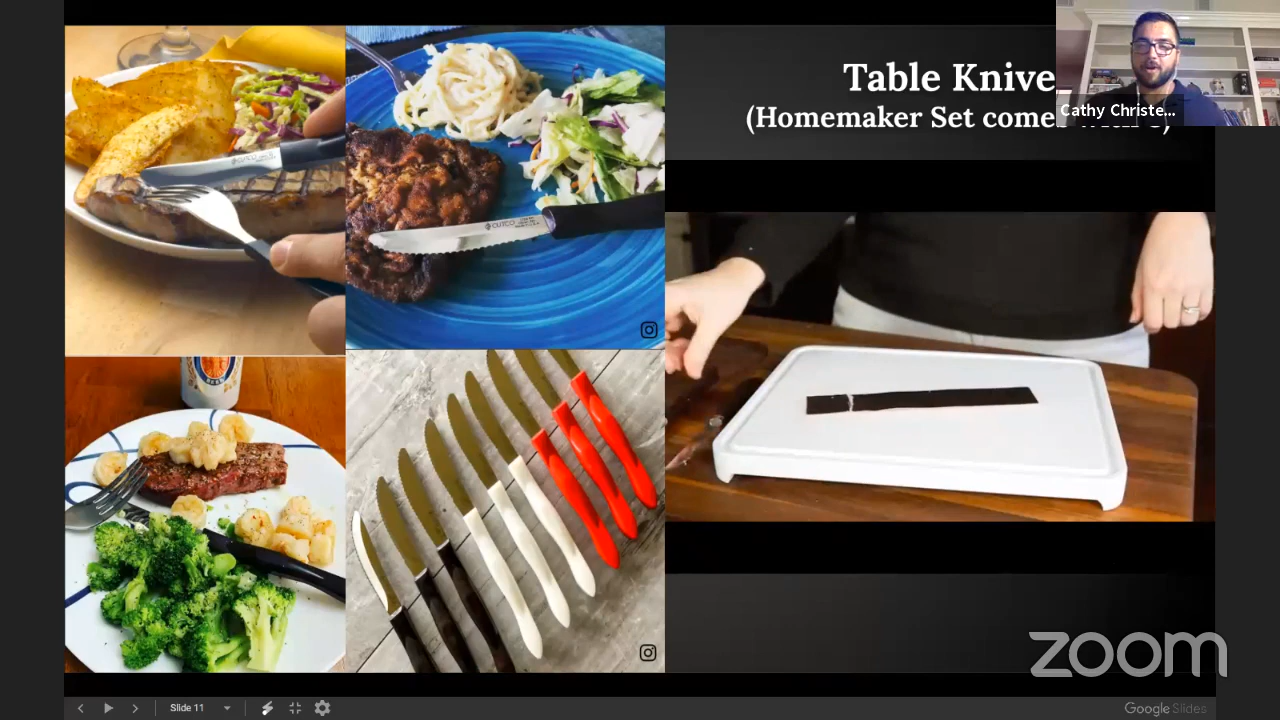 Table Knive
(Homemaker Set come
Cathy Christe...
CUTCO
CUTCO
zoom
Slide 11
Google Slides